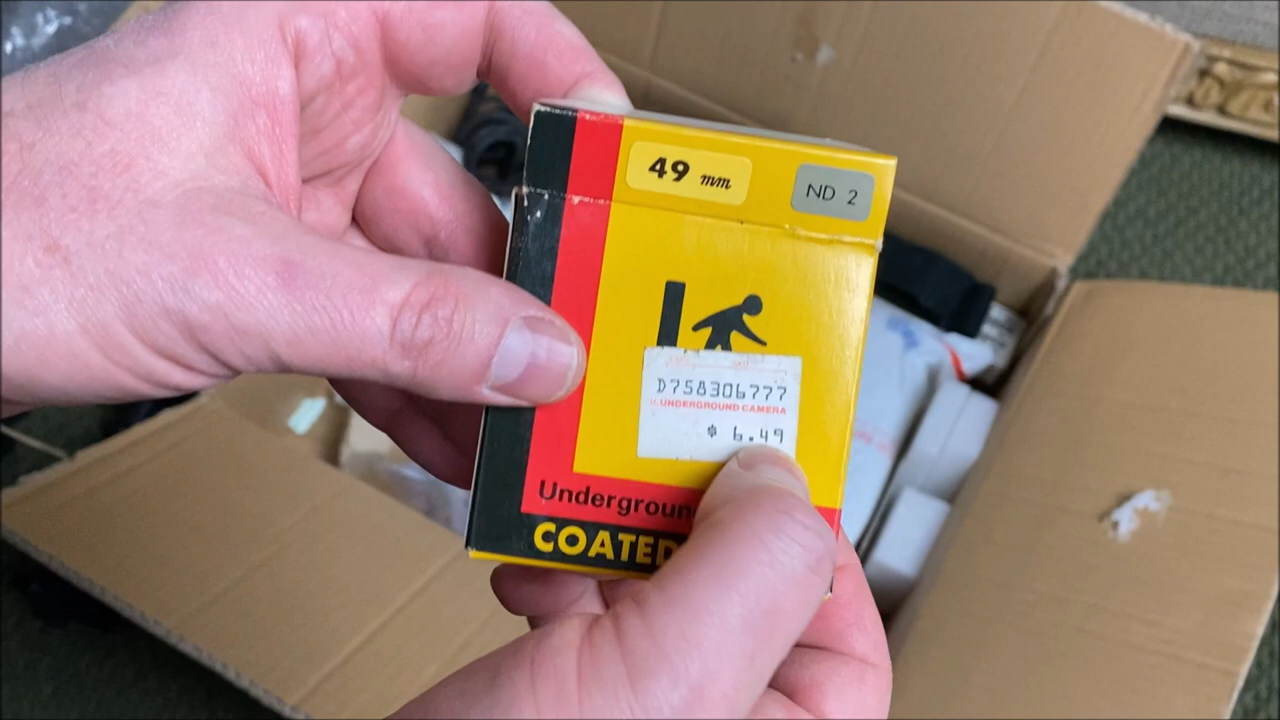 49 mm
ND 2
D758306777
UNDERGROUND CAMERA
$ 6.49
Undergroun
COATED